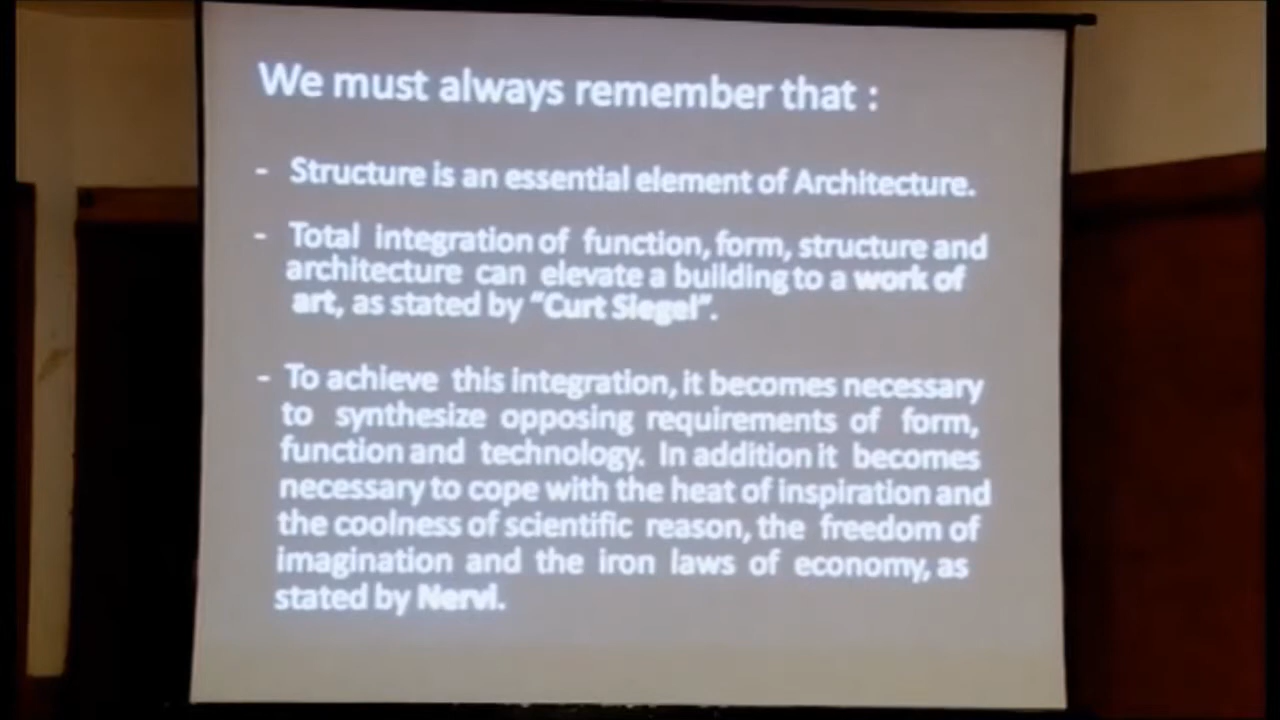 We must always remember that :
- Structure is an essential element of Architecture.
- Total integration of function, form, structure and
architecture can elevate a building to a work of
art, as stated by "Curt Siegel".
- To achieve this integration, it becomes necessary
to synthesize opposing requirements of form,
function and technology. In addition it becomes
necessary to cope with the heat of inspiration and
the coolness of scientific reason, the freedom of
imagination and the iron laws of economy, as
stated by Nervi.